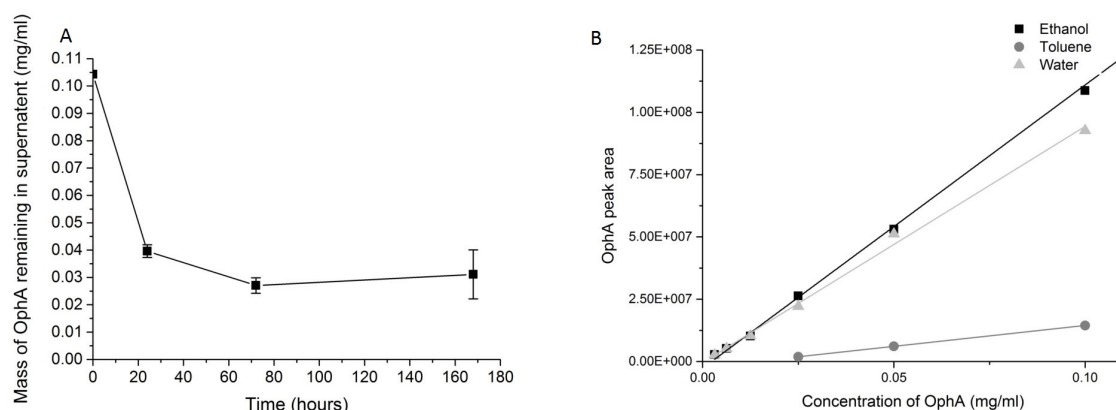 A
Mass of OphA remaining in supernatent (mg/ml)
0.11
0.10
0.09
0.08
0.07
0.06
0.05
0.04
0.03
0.02
0.01
0.00
0 20 40 60 80 100 120 140 160 180
Time (hours)
B
Ethanol
Toluene
Water
OphA peak area
1.25E+008
1.00E+008
7.50E+007
5.00E+007
2.50E+007
0.00E+000
0.00 0.05 0.10
Concentration of OphA (mg/ml)